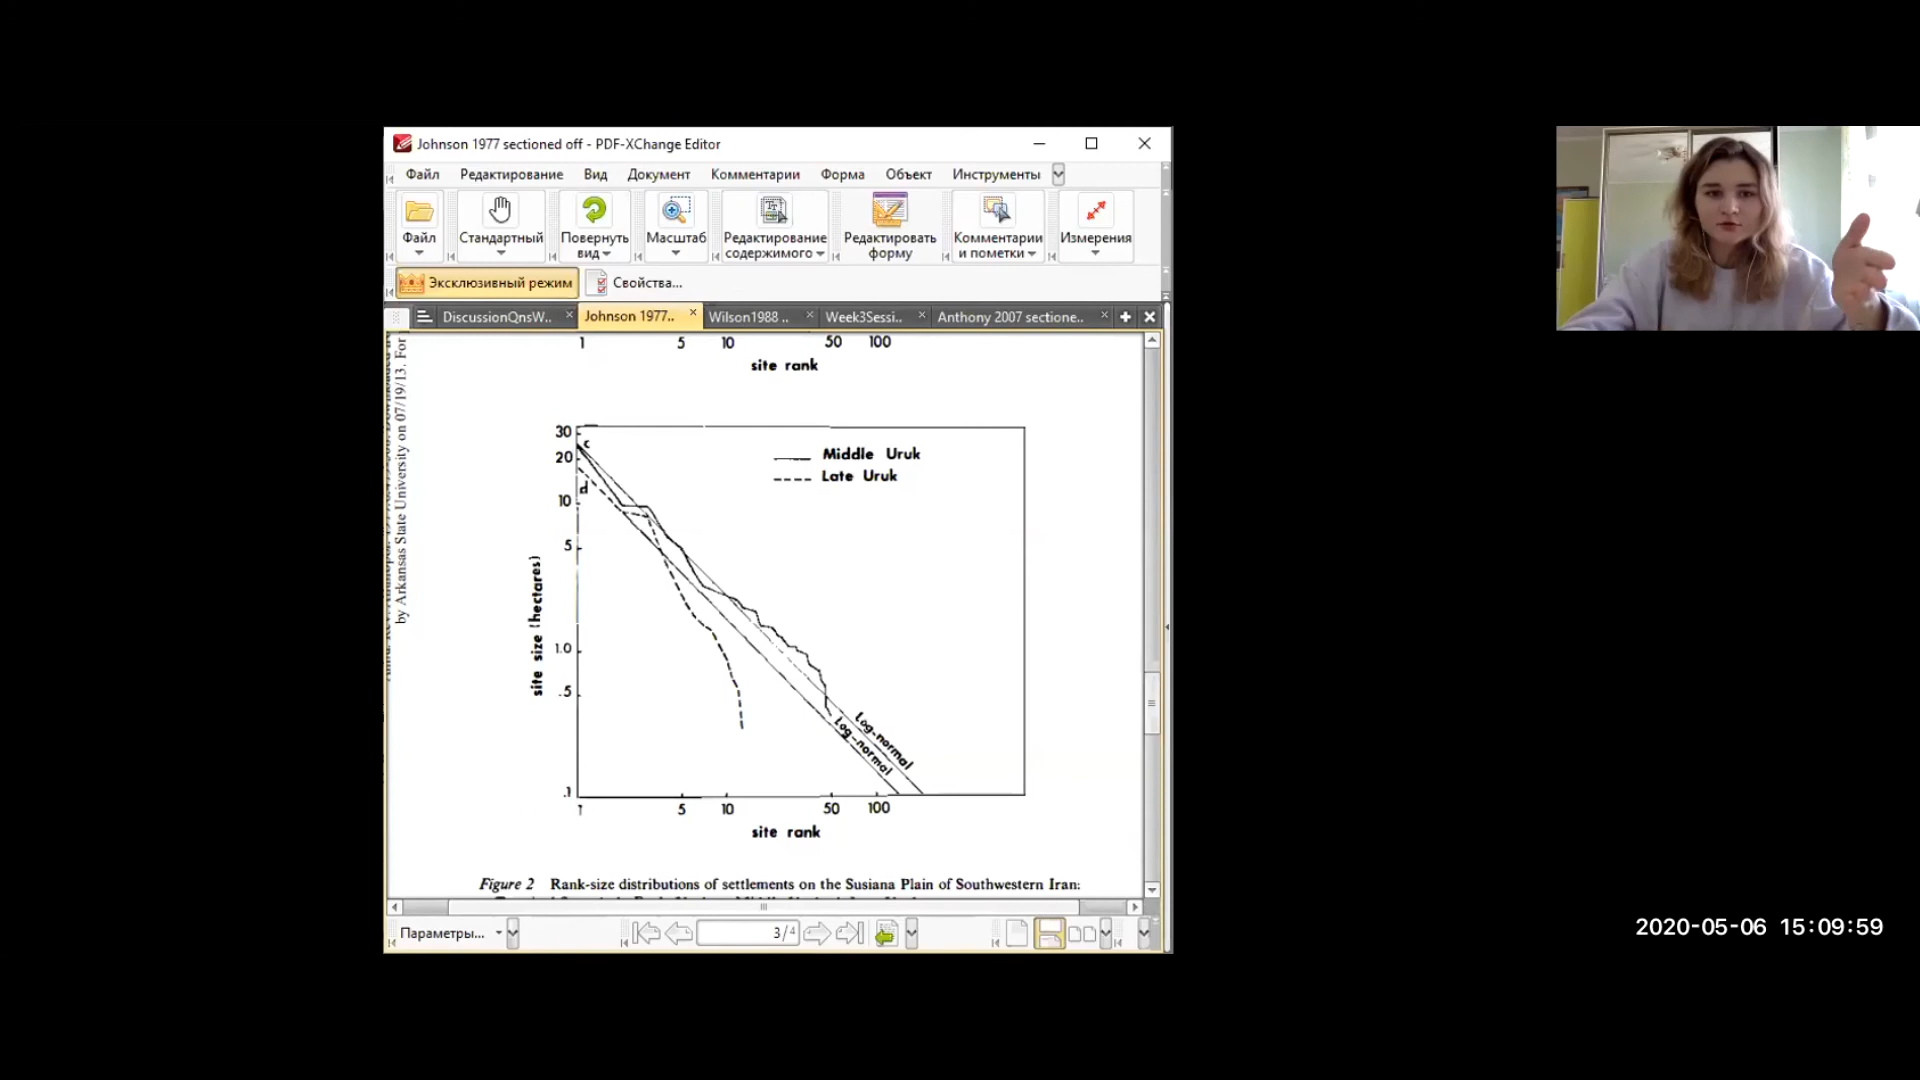 Johnson 1977 sectioned off - PDF-XChange Editor
Файл Редактирование Вид Документ Комментарии Форма Объект Инструменты
Файл Стандартный Повернуть вид Масштаб Редактирование содержимого Редактировать форму Комментарии и пометки Измерения
Эксклюзивный режим Свойства...
DiscussionQnsW.. Johnson 1977.. Wilson1988 .. Week3Sessi.. Anthony 2007 sectione..
by Arkansas State University on 07/19/13. For
1 5 10 50 100
site rank
30
20
10
5
1.0
.5
.1
site size (hectares)
c
d
Middle Uruk
Late Uruk
Log-normal
Log-normal
1 5 10 50 100
site rank
Figure 2 Rank-size distributions of settlements on the Susiana Plain of Southwestern Iran:
Параметры... 3/4
2020-05-06 15:09:59